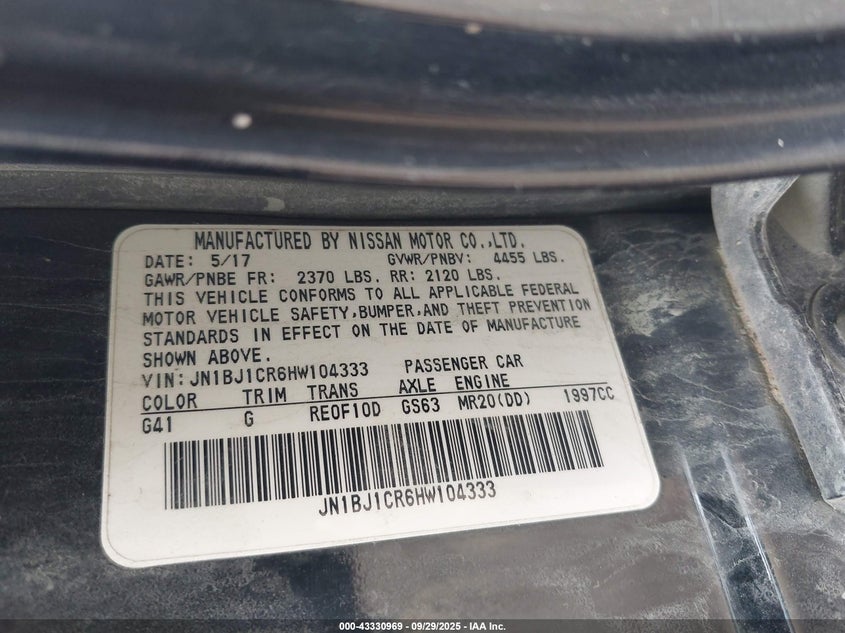 MANUFACTURED BY NISSAN MOTOR CO.,LTD.
DATE: 5/17 GVWR/PNBV: 4455 LBS.
GAWR/PNBE FR: 2370 LBS. RR: 2120 LBS.
THIS VEHICLE CONFORMS TO ALL APPLICABLE FEDERAL
MOTOR VEHICLE SAFETY,BUMPER,AND THEFT PREVENTION
STANDARDS IN EFFECT ON THE DATE OF MANUFACTURE
SHOWN ABOVE.
VIN: JN1BJ1CR6HW104333 PASSENGER CAR
COLOR TRIM TRANS AXLE ENGINE
G41 G RE0F10D GS63 MR20(DD) 1997CC
JN1BJ1CR6HW104333
000-43330969 - 09/29/2025 - IAA Inc.